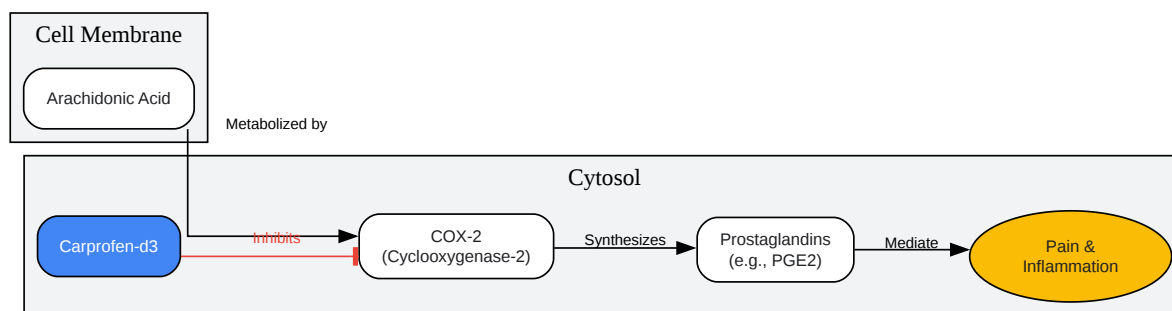 Cell Membrane
Arachidonic Acid
Metabolized by
Cytosol
Carprofen-d3
Inhibits
COX-2
(Cyclooxygenase-2)
Synthesizes
Prostaglandins
(e.g., PGE2)
Mediate
Pain &
Inflammation